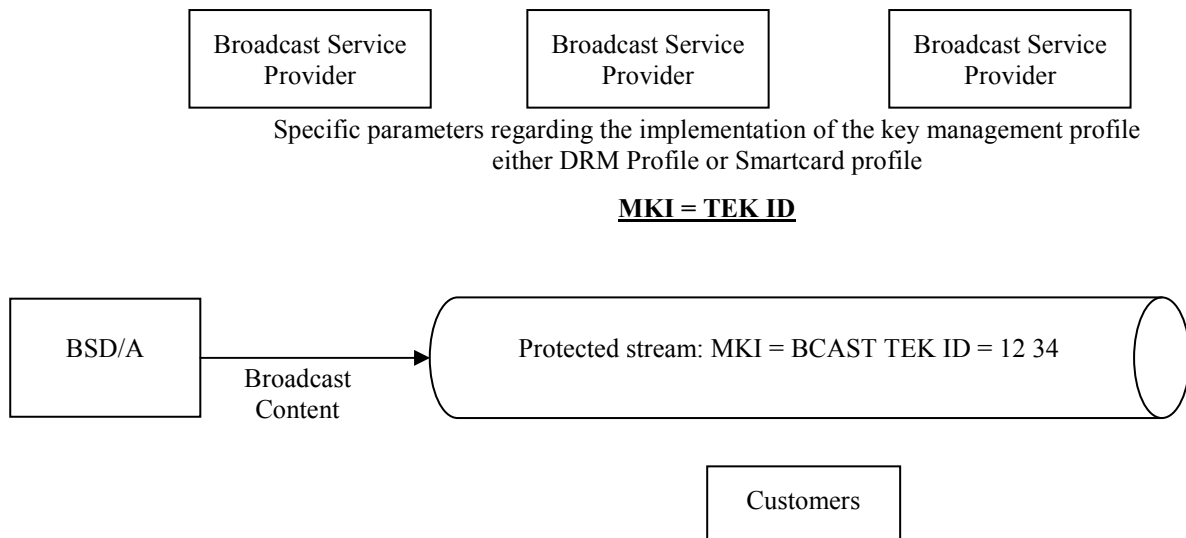 Broadcast Service
Provider
Broadcast Service
Provider
Broadcast Service
Provider
Specific parameters regarding the implementation of the key management profile
either DRM Profile or Smartcard profile
MKI = TEK ID
BSD/A
Broadcast
Content
Protected stream: MKI = BCAST TEK ID = 12 34
Customers